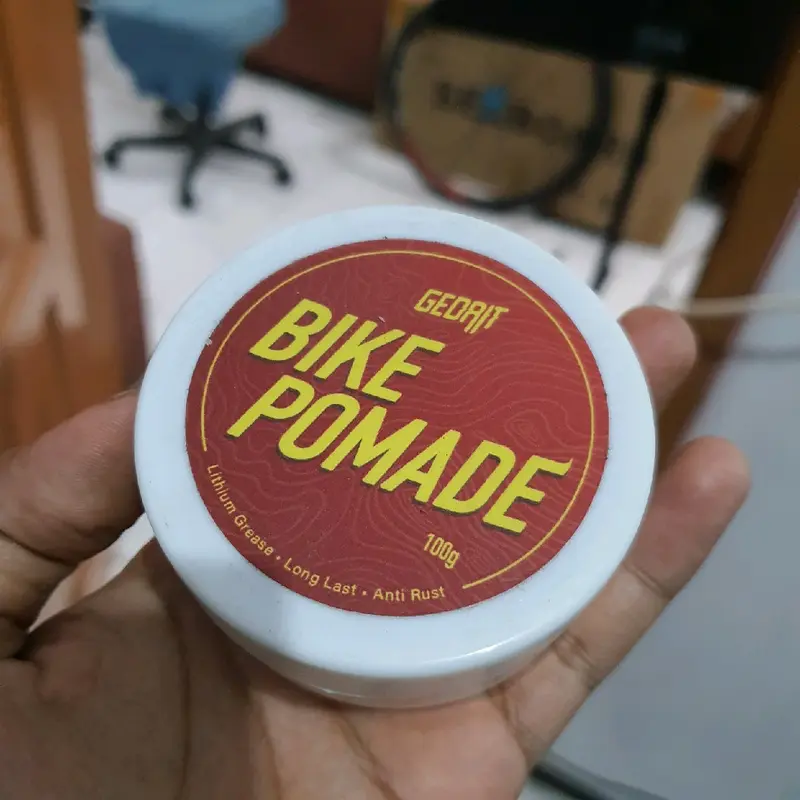 GEDRIT
BIKE
POMADE
100g
Lithium Grease • Long Last • Anti Rust